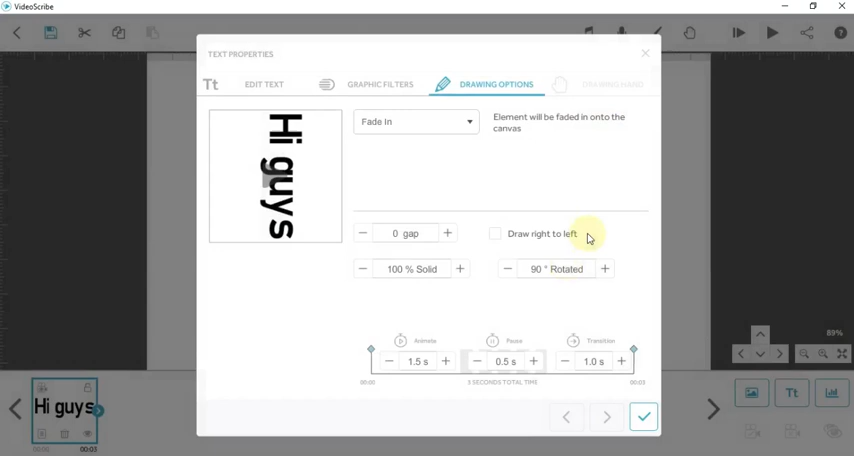 VideoScribe
TEXT PROPERTIES
Tt EDIT TEXT GRAPHIC FILTERS DRAWING OPTIONS DRAWING HAND
Hi guys
Fade In
Element will be faded in onto the
canvas
0 gap
Draw right to left
100 % Solid
90 ° Rotated
Animate Pause Transition
1.5 s 0.5 s 1.0 s
00:00 3 SECONDS TOTAL TIME 00:03
89%
Hi guys
00:00 00:03
Tt